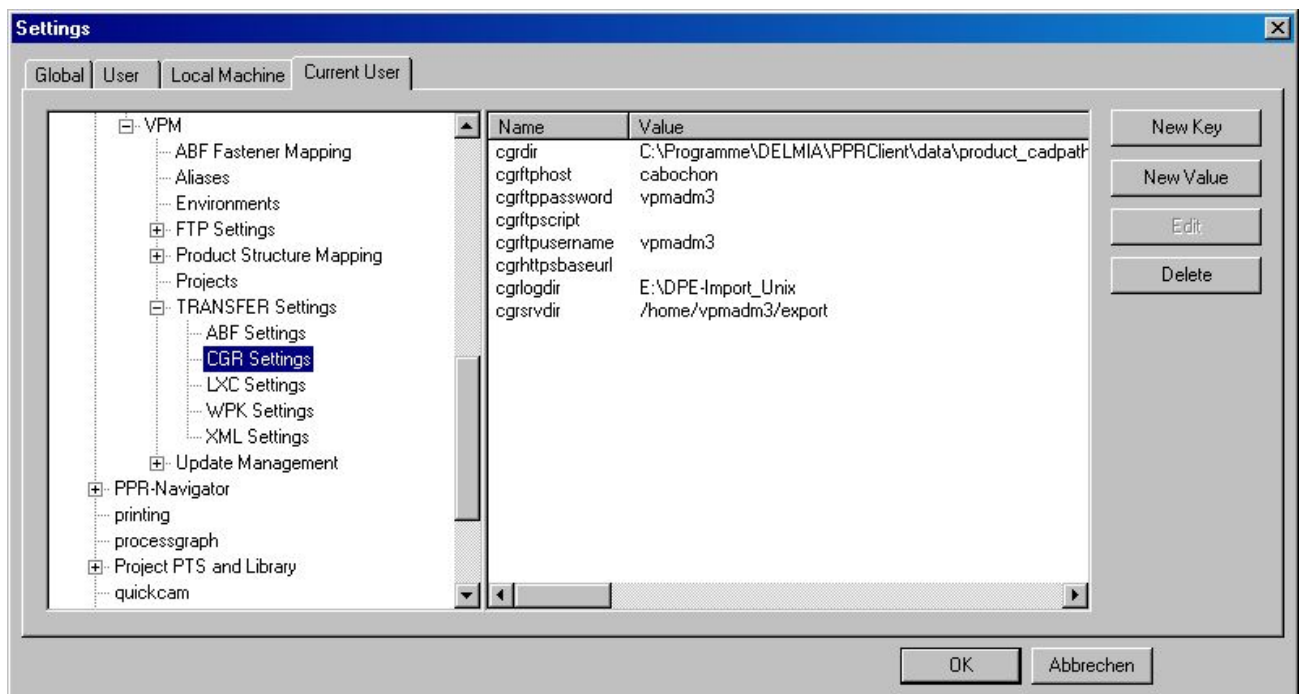 Settings
Global User Local Machine Current User
VPM
ABF Fastener Mapping
Aliases
Environments
FTP Settings
Product Structure Mapping
Projects
TRANSFER Settings
ABF Settings
CGR Settings
LXC Settings
WPK Settings
XML Settings
Update Management
PPR-Navigator
printing
processgraph
Project PTS and Library
quickcam
Name Value
cgrdir C:\Programme\DELMIA\PPRClient\data\product_cadpath
cgrftphost cabochon
cgrftppassword vpmadm3
cgrftpscript
cgrftpusername vpmadm3
cgrhttpsbaseurl
cgrlogdir E:\DPE-Import_Unix
cgrsrvdir /home/vpmadm3/export
New Key
New Value
Edit
Delete
OK Abbrechen